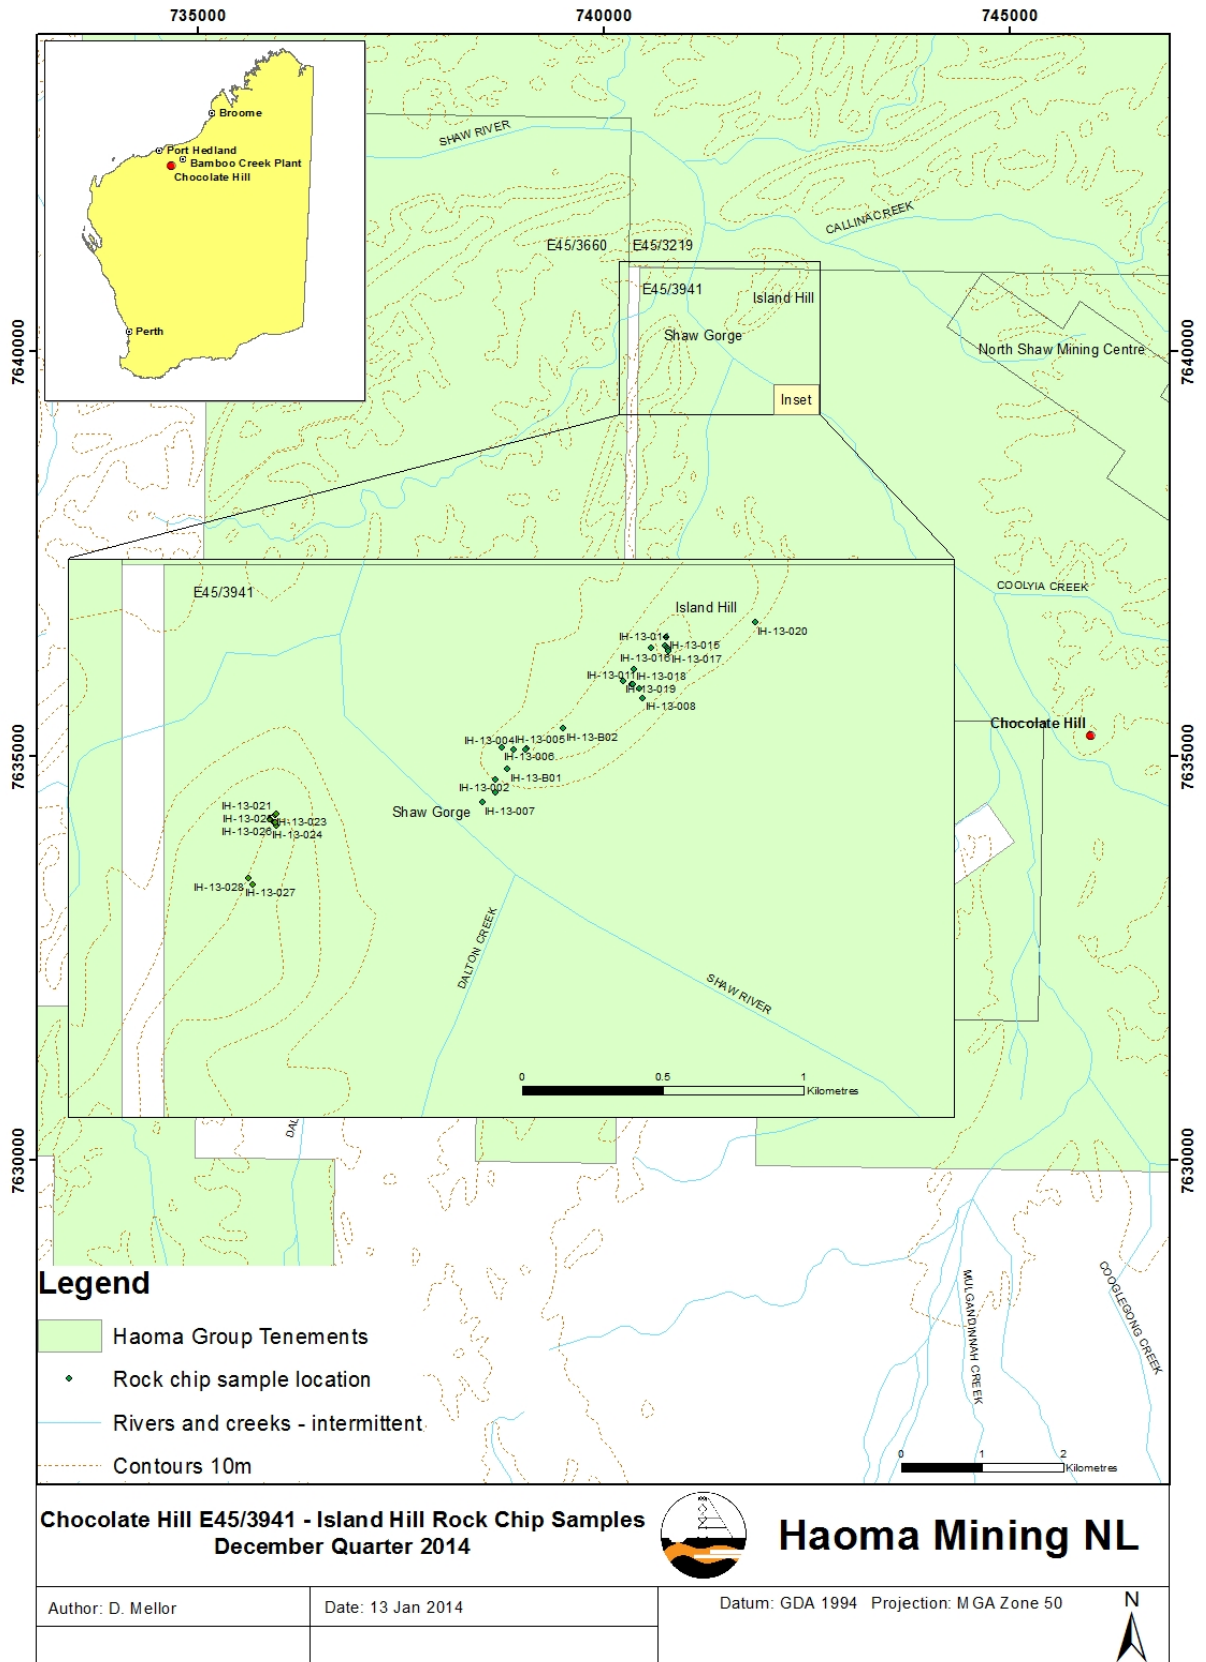 735000
740000
745000
Broome
Port Hedland
Bamboo Creek Plant
Chocolate Hill
Perth
SHAW RIVER
CALLINA CREEK
E45/3660
E45/3219
E45/3941
Island Hill
Shaw Gorge
North Shaw Mining Centre
Inset
7640000
7640000
COOLYIA CREEK
E45/3941
Island Hill
IH-13-020
IH-13-014
IH-13-015
IH-13-016
IH-13-017
IH-13-011
IH-13-018
IH-13-019
IH-13-008
Chocolate Hill
7635000
7635000
IH-13-B02
IH-13-004
IH-13-005
IH-13-006
IH-13-B01
IH-13-002
IH-13-007
Shaw Gorge
IH-13-021
IH-13-023
IH-13-026
IH-13-024
IH-13-028
IH-13-027
DALTON CREEK
SHAW RIVER
0
0.5
1
Kilometres
DAL
7630000
7630000
MULGANDINNAH CREEK
COOGLEGONG CREEK
Legend
Haoma Group Tenements
Rock chip sample location
Rivers and creeks - intermittent
Contours 10m
0
1
2
Kilometres
Chocolate Hill E45/3941 - Island Hill Rock Chip Samples
December Quarter 2014
Haoma Mining NL
Author: D. Mellor
Date: 13 Jan 2014
Datum: GDA 1994 Projection: MGA Zone 50
N